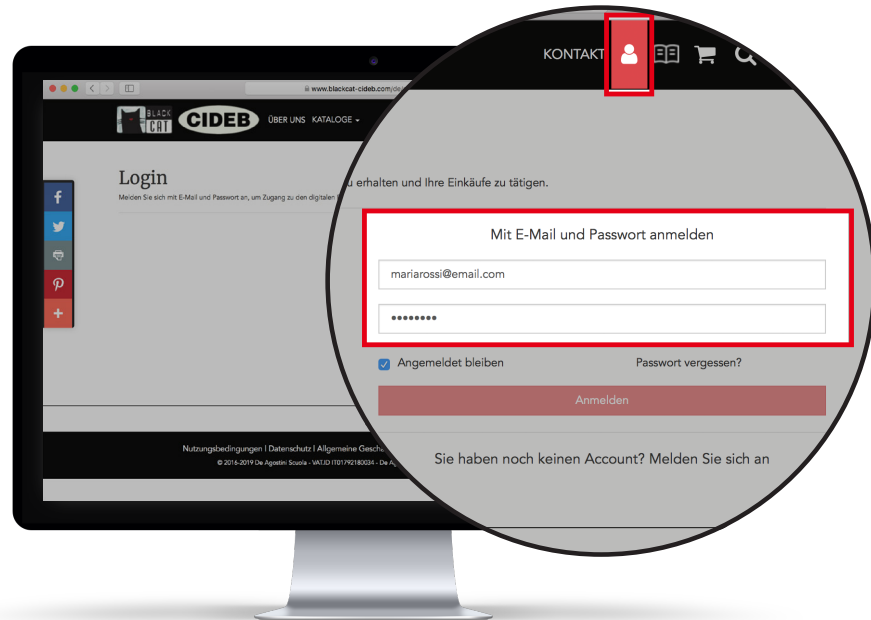 KONTAKT
www.blackcat-cideb.com/de/
BLACK
CAT
CIDEB
ÜBER UNS KATALOGE
Login
Melden Sie sich mit E-Mail und Passwort an, um Zugang zu den digitalen
u erhalten und Ihre Einkäufe zu tätigen.
Mit E-Mail und Passwort anmelden
mariarossi@email.com
••••••••
Angemeldet bleiben
Passwort vergessen?
Anmelden
Sie haben noch keinen Account? Melden Sie sich an
Nutzungsbedingungen | Datenschutz | Allgemeine Gesch
© 2016-2019 De Agostini Scuola - VAT.ID IT01792180034 - De A